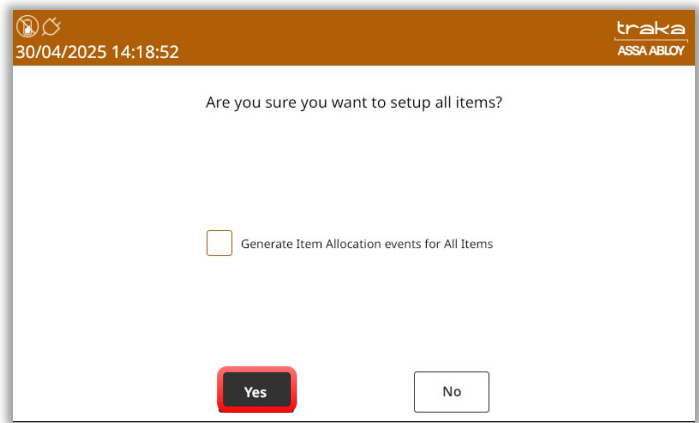 30/04/2025 14:18:52
traka
ASSA ABLOY
Are you sure you want to setup all items?
Generate Item Allocation events for All Items
Yes
No